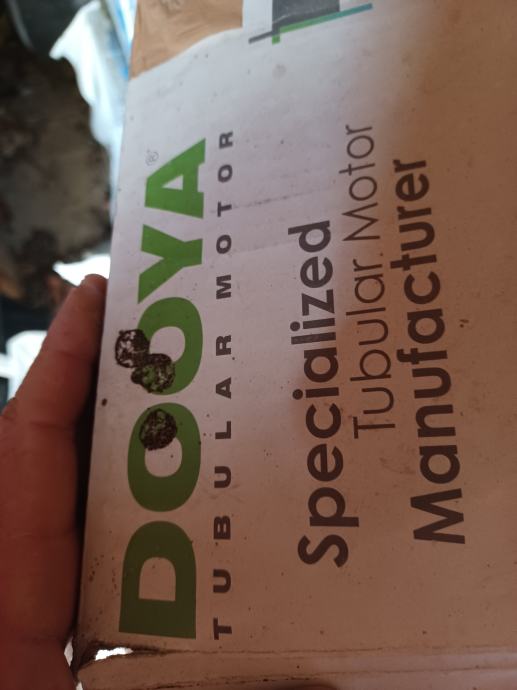 DOOYA®
TUBULAR MOTOR
Specialized
Tubular Motor
Manufacturer